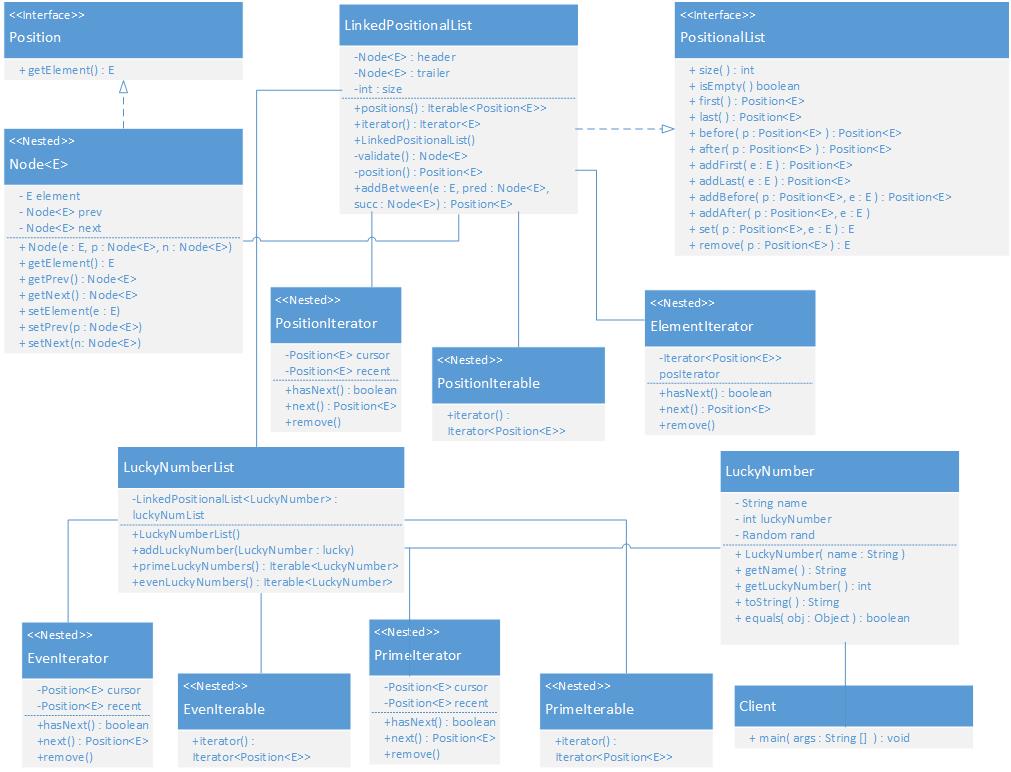 <<Interface>>
Position
+ getElement() : E
<<Nested>>
Node<E>
- E element
- Node<E> prev
- Node<E> next
+ Node(e : E, p : Node<E>, n : Node<E>)
+ getElement() : E
+ getPrev() : Node<E>
+ getNext() : Node<E>
+ setElement(e : E)
+ setPrev(p : Node<E>)
+ setNext(n: Node<E>)
LinkedPositionalList
-Node<E> : header
-Node<E> : trailer
-int : size
+positions() : Iterable<Position<E>>
+iterator() : Iterator<E>
+LinkedPositionalList()
-validate() : Node<E>
-position() : Position<E>
+addBetween(e : E, pred : Node<E>,
succ : Node<E>) : Position<E>
<<Interface>>
PositionalList
+ size( ) : int
+ isEmpty( ) boolean
+ first( ) : Position<E>
+ last( ) : Position<E>
+ before( p : Position<E> ) : Position<E>
+ after( p : Position<E> ) : Position<E>
+ addFirst( e : E ) : Position<E>
+ addLast( e : E ) : Position<E>
+ addBefore( p : Position<E>, e : E ) : Position<E>
+ addAfter( p : Position<E>, e : E )
+ set( p : Position<E>, e : E ) : E
+ remove( p : Position<E> ) : E
<<Nested>>
PositionIterator
-Position<E> cursor
-Position<E> recent
+hasNext() : boolean
+next() : Position<E>
+remove()
<<Nested>>
PositionIterable
+iterator() :
Iterator<Position<E>>
<<Nested>>
ElementIterator
-Iterator<Position<E>>
posIterator
+hasNext() : boolean
+next() : Position<E>
+remove()
LuckyNumberList
-LinkedPositionalList<LuckyNumber> :
luckyNumList
+LuckyNumberList()
+addLuckyNumber(LuckyNumber : lucky)
+primeLuckyNumbers() : Iterable<LuckyNumber>
+evenLuckyNumbers() : Iterable<LuckyNumber>
LuckyNumber
- String name
- int luckyNumber
- Random rand
+ LuckyNumber( name : String )
+ getName( ) : String
+ getLuckyNumber( ) : int
+ toString( ) : Stirng
+ equals( obj : Object ) : boolean
<<Nested>>
EvenIterator
-Position<E> cursor
-Position<E> recent
+hasNext() : boolean
+next() : Position<E>
+remove()
<<Nested>>
EvenIterable
+iterator() :
Iterator<Position<E>>
<<Nested>>
PrimeIterator
-Position<E> cursor
-Position<E> recent
+hasNext() : boolean
+next() : Position<E>
+remove()
<<Nested>>
PrimeIterable
+iterator() :
Iterator<Position<E>>
Client
+ main( args : String [] ) : void